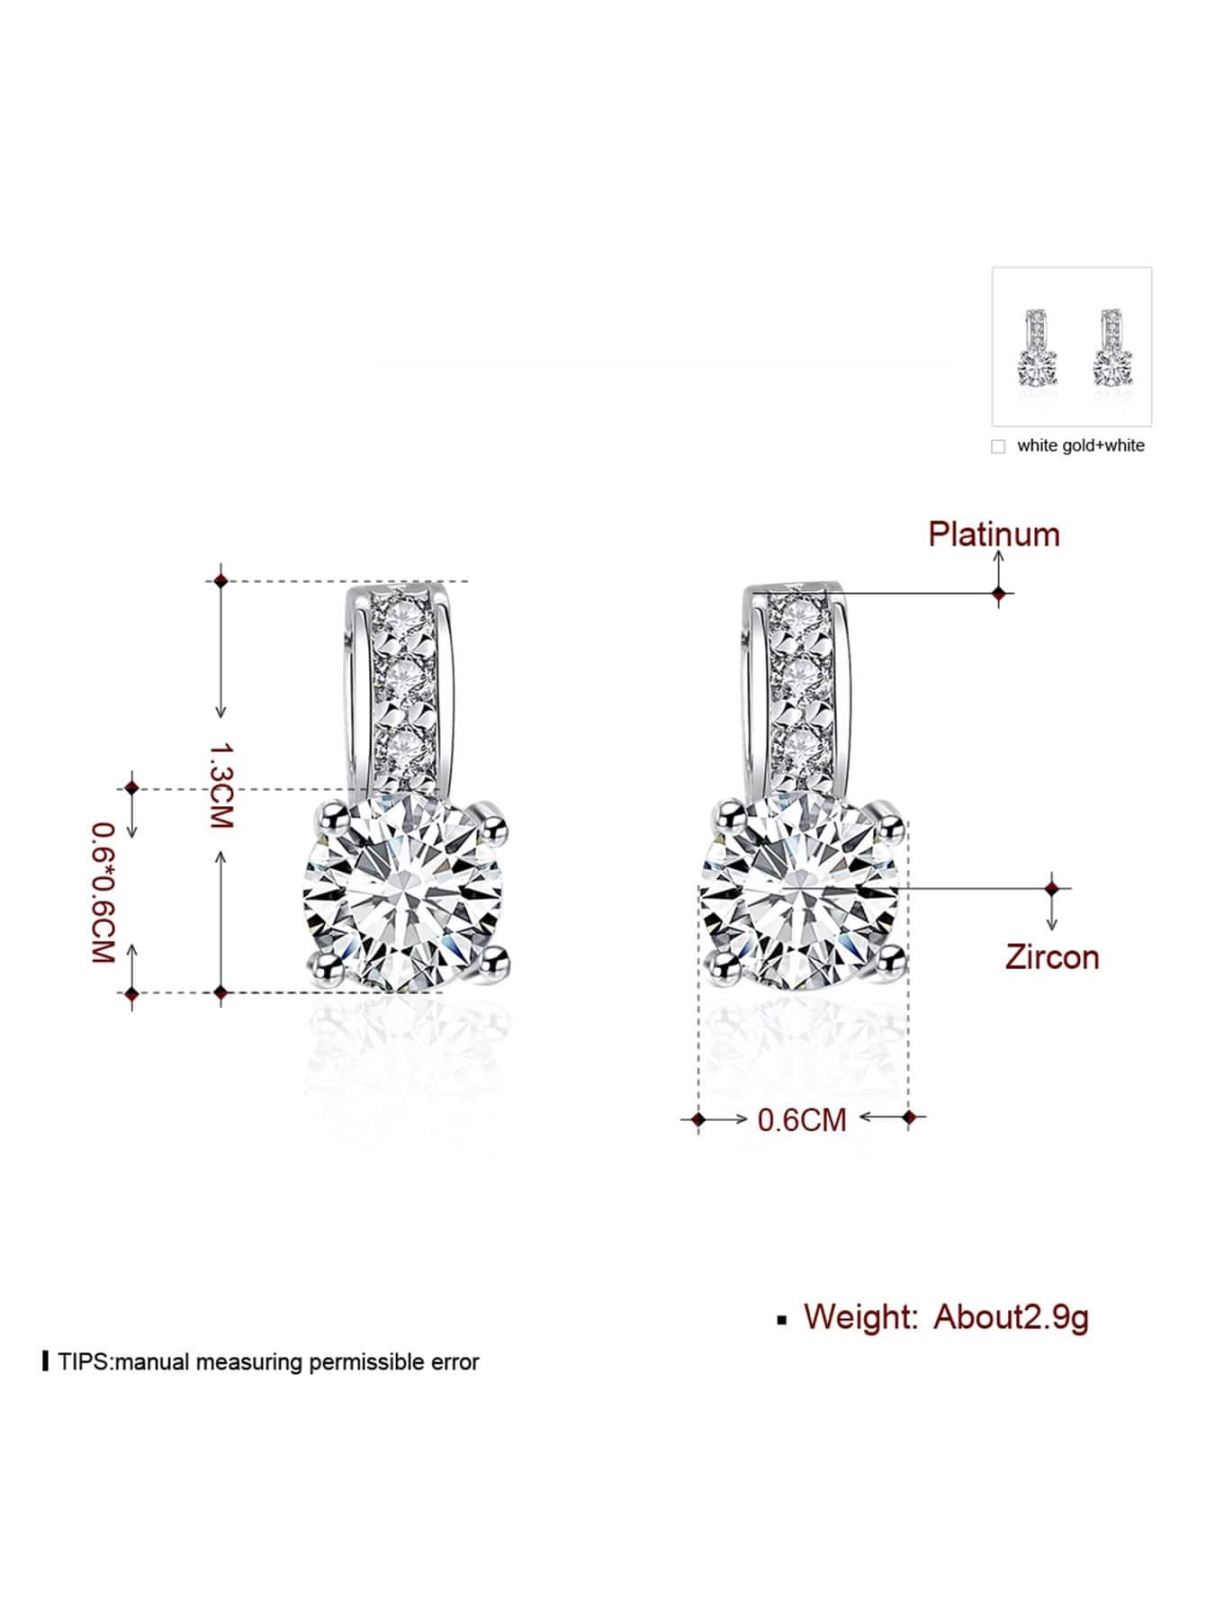 white gold+white
Platinum
1.3CM
0.6*0.6CM
Zircon
0.6CM
Weight: About2.9g
TIPS:manual measuring permissible error